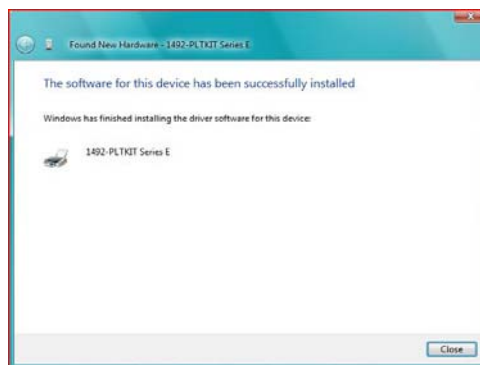 Found New Hardware - 1492-PLTKIT Series E
The software for this device has been successfully installed
Windows has finished installing the driver software for this device:
1492-PLTKIT Series E
Close